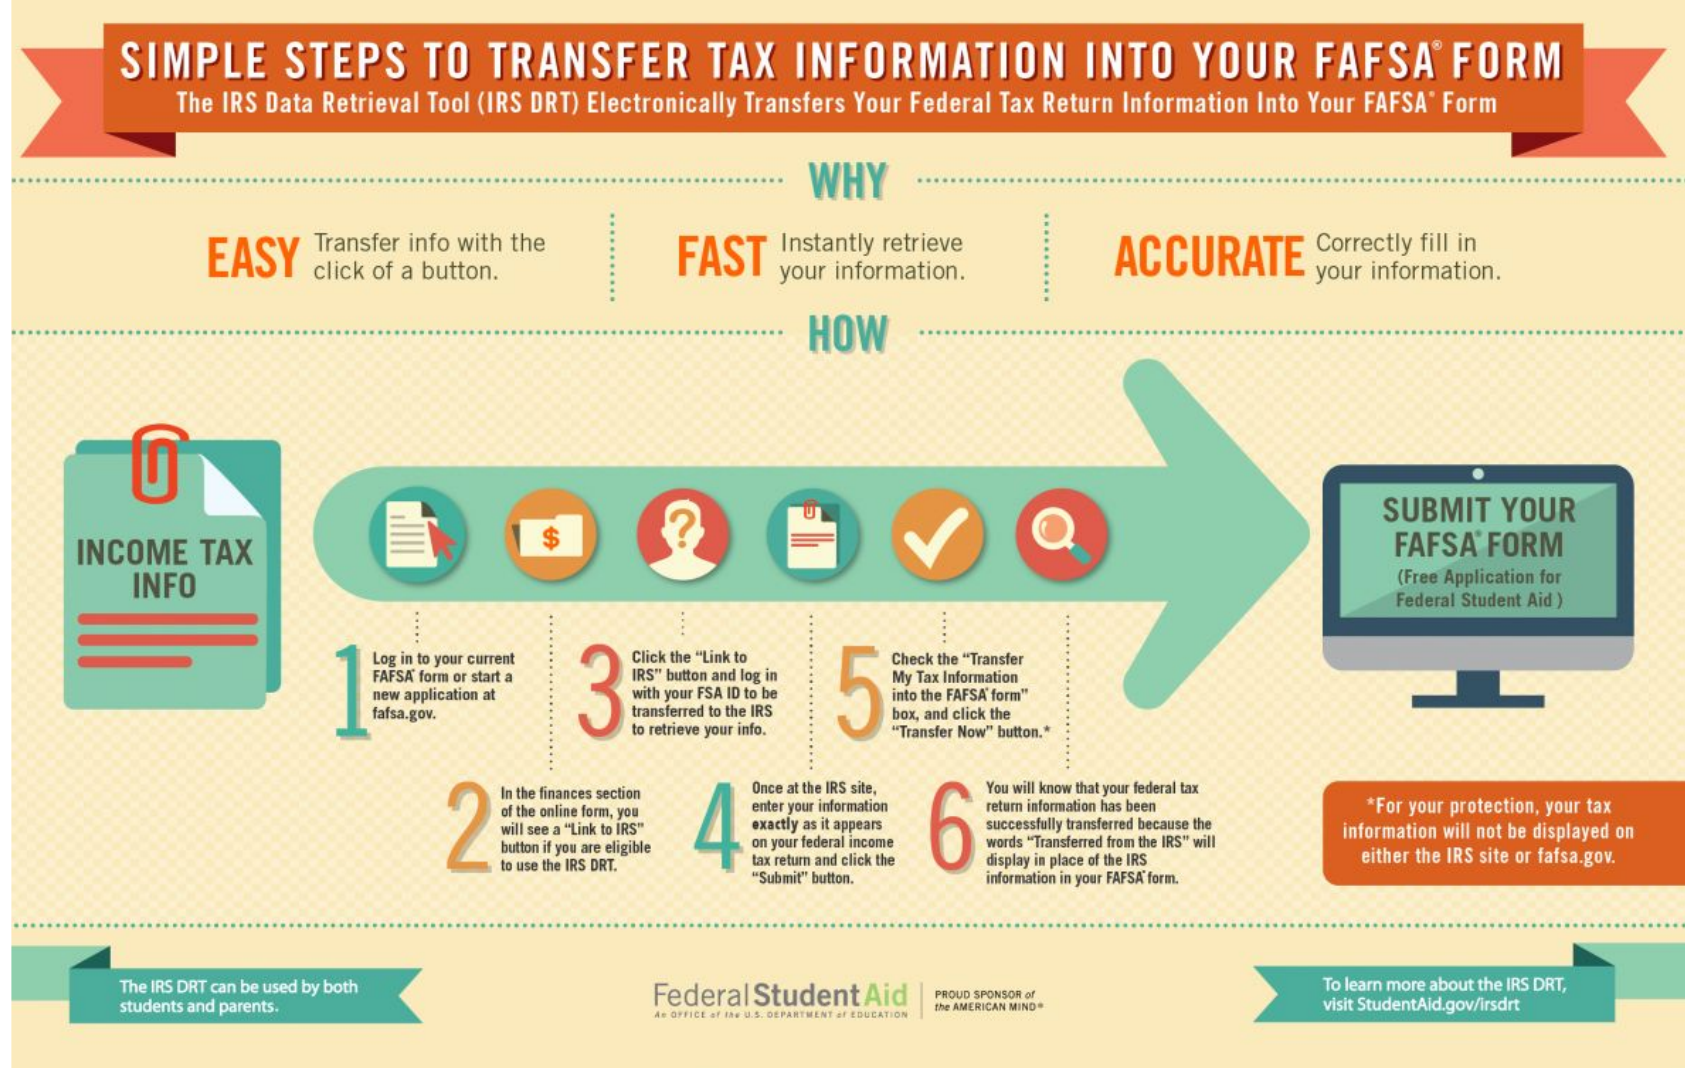 SIMPLE STEPS TO TRANSFER TAX INFORMATION INTO YOUR FAFSA® FORM
The IRS Data Retrieval Tool (IRS DRT) Electronically Transfers Your Federal Tax Return Information Into Your FAFSA® Form
WHY
EASY
Transfer info with the
click of a button.
FAST
Instantly retrieve
your information.
ACCURATE
Correctly fill in
your information.
HOW
INCOME TAX
INFO
$
?
1
Log in to your current
FAFSA® form or start a
new application at
fafsa.gov.
2
In the finances section
of the online form, you
will see a “Link to IRS”
button if you are eligible
to use the IRS DRT.
3
Click the “Link to
IRS” button and log in
with your FSA ID to be
transferred to the IRS
to retrieve your info.
4
Once at the IRS site,
enter your information
exactly as it appears
on your federal income
tax return and click the
“Submit” button.
5
Check the “Transfer
My Tax Information
into the FAFSA® form”
box, and click the
“Transfer Now” button.*
6
You will know that your federal tax
return information has been
successfully transferred because the
words “Transferred from the IRS” will
display in place of the IRS
information in your FAFSA® form.
SUBMIT YOUR
FAFSA® FORM
(Free Application for
Federal Student Aid )
*For your protection, your tax
information will not be displayed on
either the IRS site or fafsa.gov.
The IRS DRT can be used by both
students and parents.
Federal Student Aid
An OFFICE of the U.S. DEPARTMENT of EDUCATION
PROUD SPONSOR of
the AMERICAN MIND®
To learn more about the IRS DRT,
visit StudentAid.gov/irsdrt